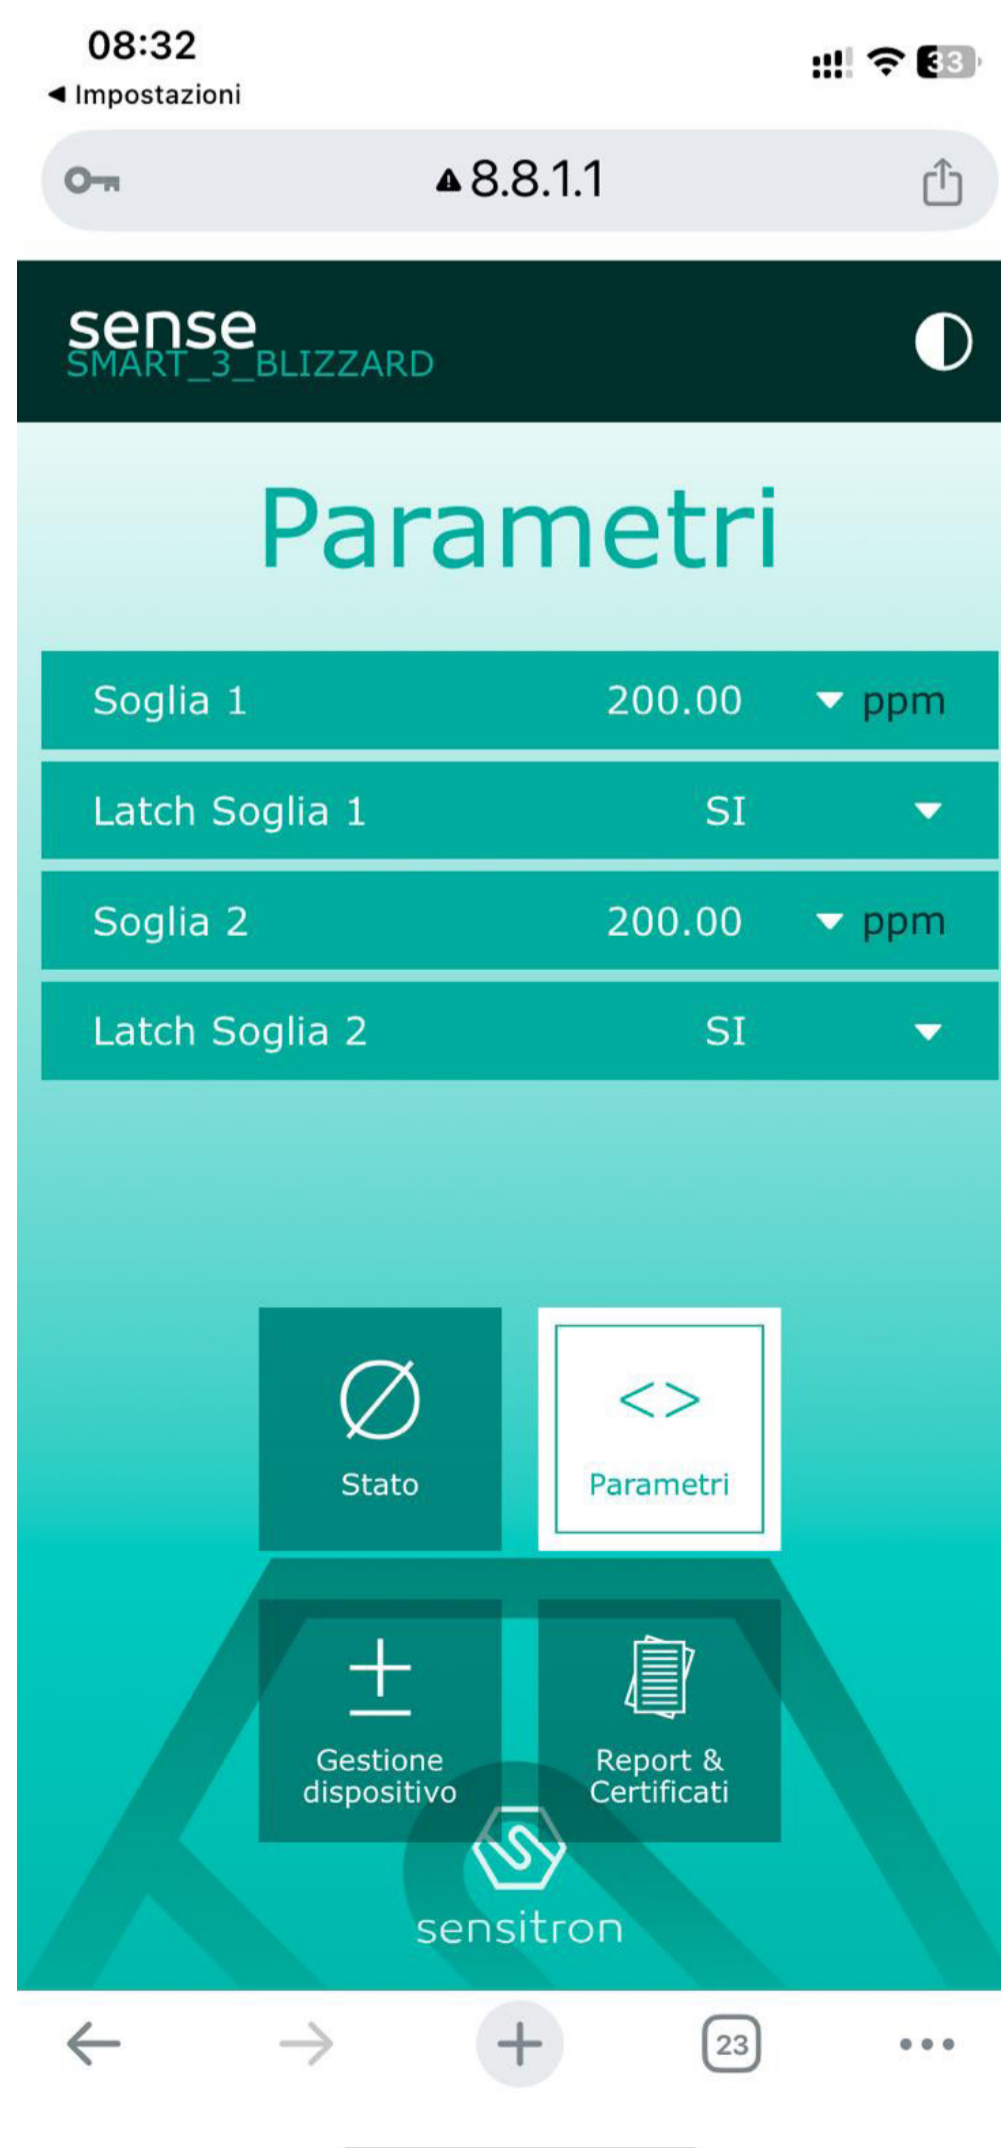 08:32
33
◀ Impostazioni
8.8.1.1
sense
SMART_3_BLIZZARD
Parametri
Soglia 1 200.00 ppm
Latch Soglia 1 SI
Soglia 2 200.00 ppm
Latch Soglia 2 SI
Stato
<>
Parametri
Gestione
dispositivo
Report &
Certificati
sensitron
23